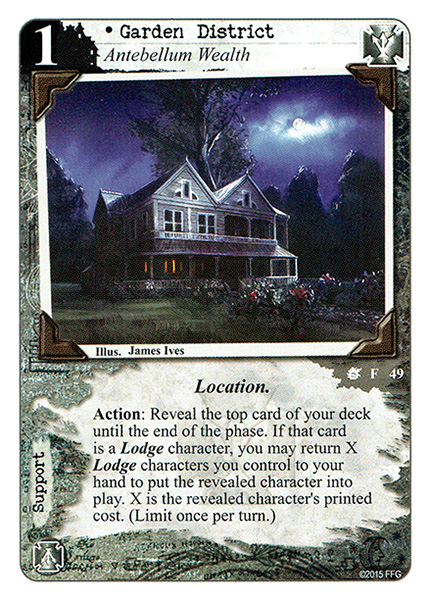 1
• Garden District
Antebellum Wealth
Illus. James Ives
F 49
Location.
Action: Reveal the top card of your deck
until the end of the phase. If that card
is a Lodge character, you may return X
Lodge characters you control to your
hand to put the revealed character into
play. X is the revealed character's printed
cost. (Limit once per turn.)
Support
©2015 FFG